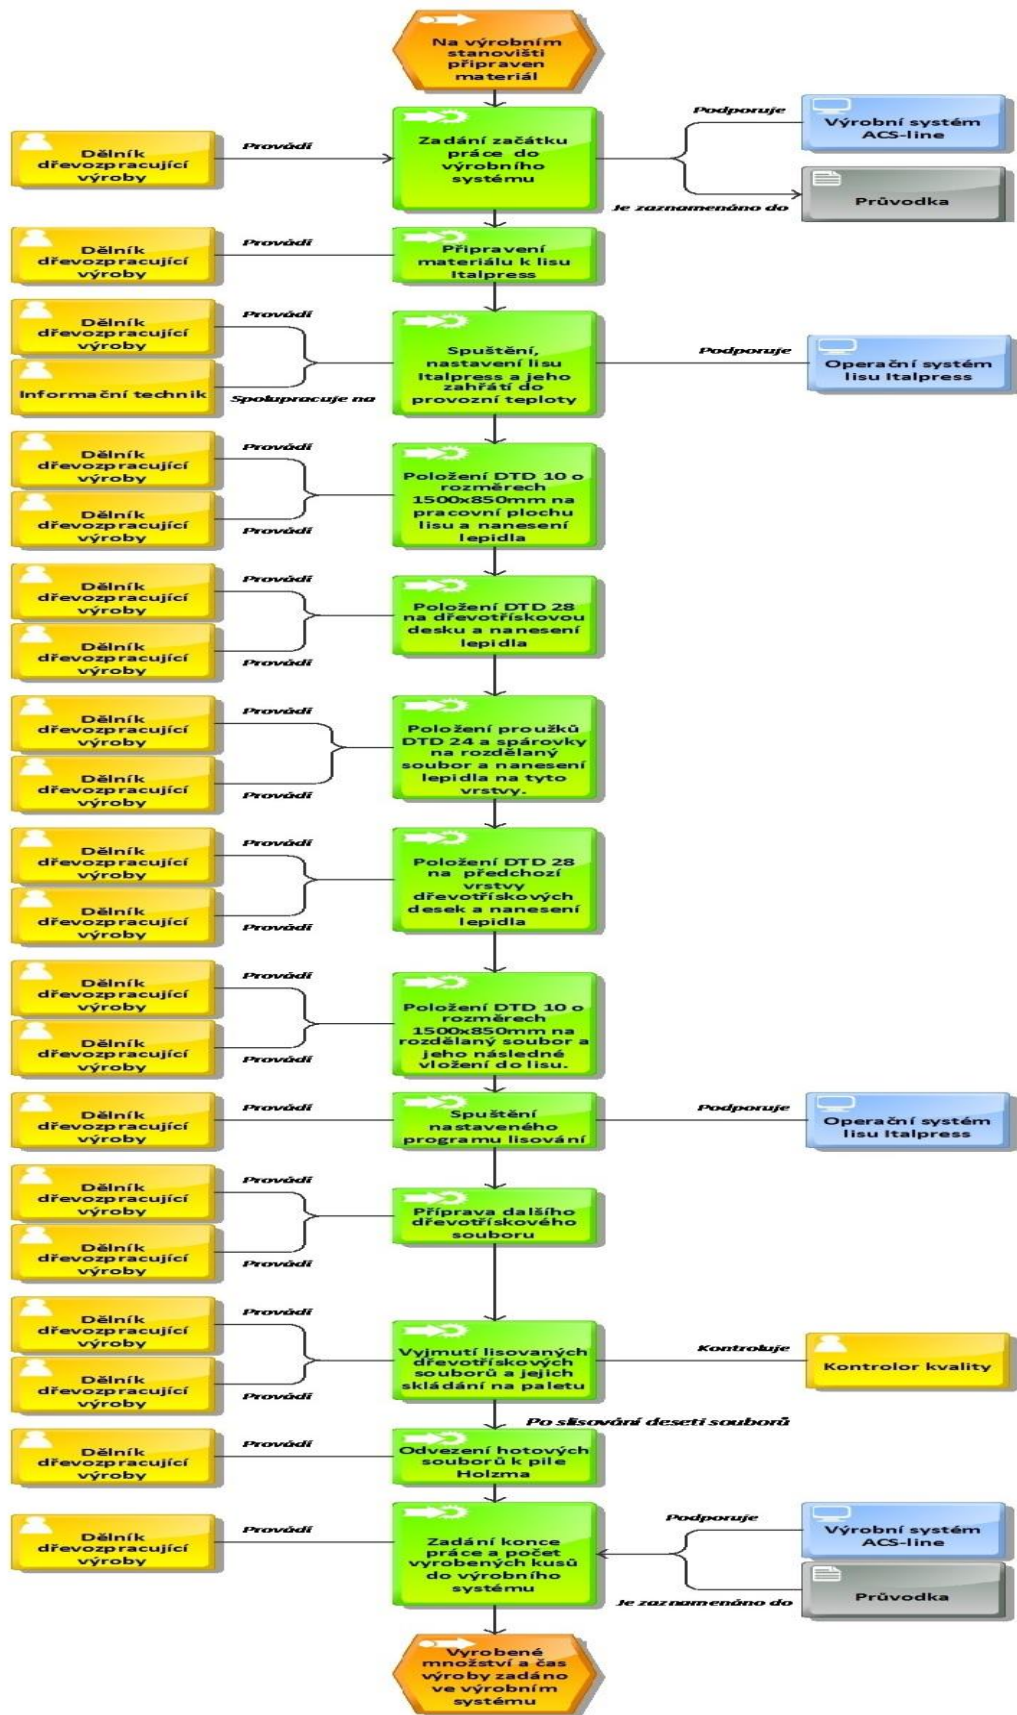 Na výrobním
stanovišti
připraven
materiál
Dělník
dřevozpracující
výroby
Provádí
Zadání začátku
práce do
výrobního
systému
Podporuje
Výrobní systém
ACS-line
Je zaznamenáno do
Průvodka
Dělník
dřevozpracující
výroby
Provádí
Připravení
materiálu k lisu
Italpress
Dělník
dřevozpracující
výroby
Provádí
Informační technik
Spolupracuje na
Spuštění,
nastavení lisu
Italpress a jeho
zahřátí do
provozní teploty
Podporuje
Operační systém
lisu Italpress
Dělník
dřevozpracující
výroby
Provádí
Dělník
dřevozpracující
výroby
Provádí
Položení DTD 10 o
rozměrech
1500x850mm na
pracovní plochu
lisu a nanesení
lepidla
Dělník
dřevozpracující
výroby
Provádí
Dělník
dřevozpracující
výroby
Provádí
Položení DTD 28
na dřevotřískovou
desku a nanesení
lepidla
Dělník
dřevozpracující
výroby
Provádí
Dělník
dřevozpracující
výroby
Provádí
Položení proužků
DTD 24 a spárovky
na rozdělaný
soubor a nanesení
lepidla na tyto
vrstvy.
Dělník
dřevozpracující
výroby
Provádí
Dělník
dřevozpracující
výroby
Provádí
Položení DTD 28
na předchozí
vrstvy
dřevotřískových
desek a nanesení
lepidla
Dělník
dřevozpracující
výroby
Provádí
Dělník
dřevozpracující
výroby
Provádí
Položení DTD 10 o
rozměrech
1500x850mm na
rozdělaný soubor a
jeho následné
vložení do lisu.
Dělník
dřevozpracující
výroby
Provádí
Spuštění
nastaveného
programu lisování
Podporuje
Operační systém
lisu Italpress
Dělník
dřevozpracující
výroby
Provádí
Dělník
dřevozpracující
výroby
Provádí
Příprava dalšího
dřevotřískového
souboru
Dělník
dřevozpracující
výroby
Provádí
Dělník
dřevozpracující
výroby
Provádí
Vyjmutí lisovaných
dřevotřískových
souborů a jejich
skládání na paletu
Kontroluje
Kontrolor kvality
Po slisování deseti souborů
Dělník
dřevozpracující
výroby
Provádí
Odvezení hotových
souborů k pile
Holzma
Dělník
dřevozpracující
výroby
Provádí
Zadání konce
práce a počet
vyrobených kusů
do výrobního
systému
Podporuje
Výrobní systém
ACS-line
Je zaznamenáno do
Průvodka
Vyrobené
množství a čas
výroby zadáno
ve výrobním
systému